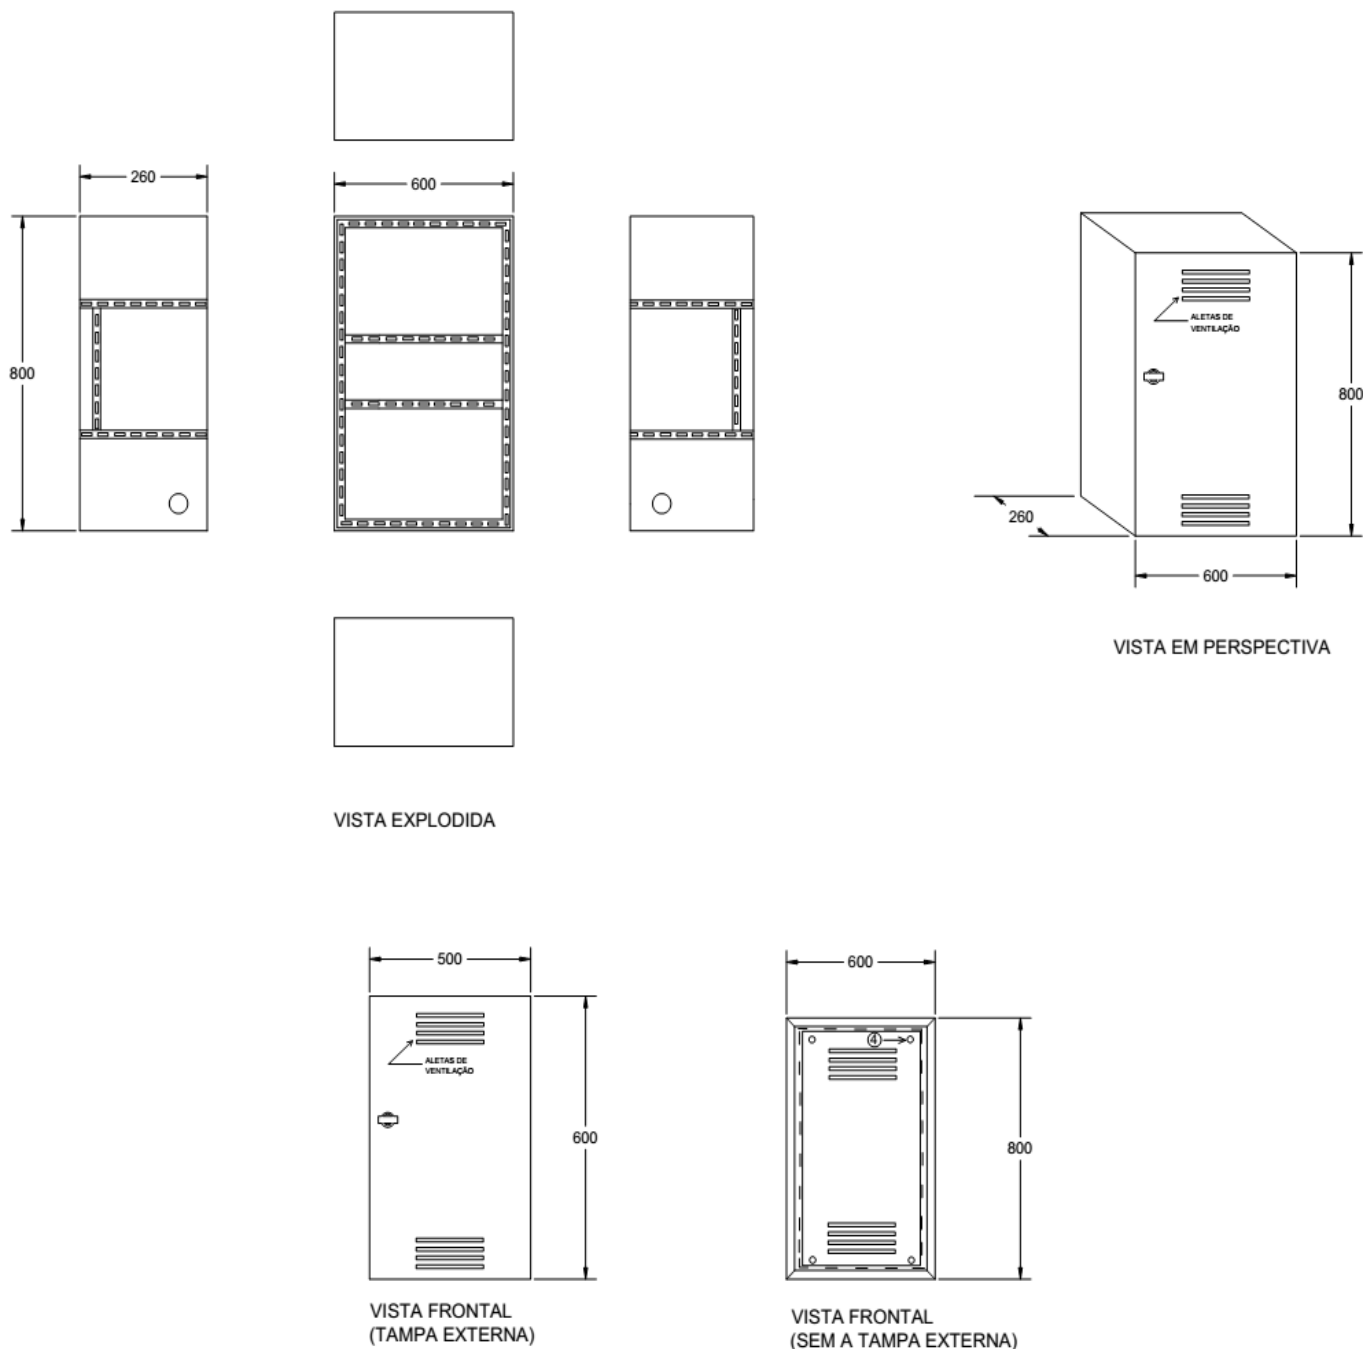 260
600
800
ALETAS DE
VENTILAÇÃO
800
260
600
VISTA EM PERSPECTIVA
VISTA EXPLODIDA
500
600
ALETAS DE
VENTILAÇÃO
4
600
800
VISTA FRONTAL
(TAMPA EXTERNA)
VISTA FRONTAL
(SEM A TAMPA EXTERNA)